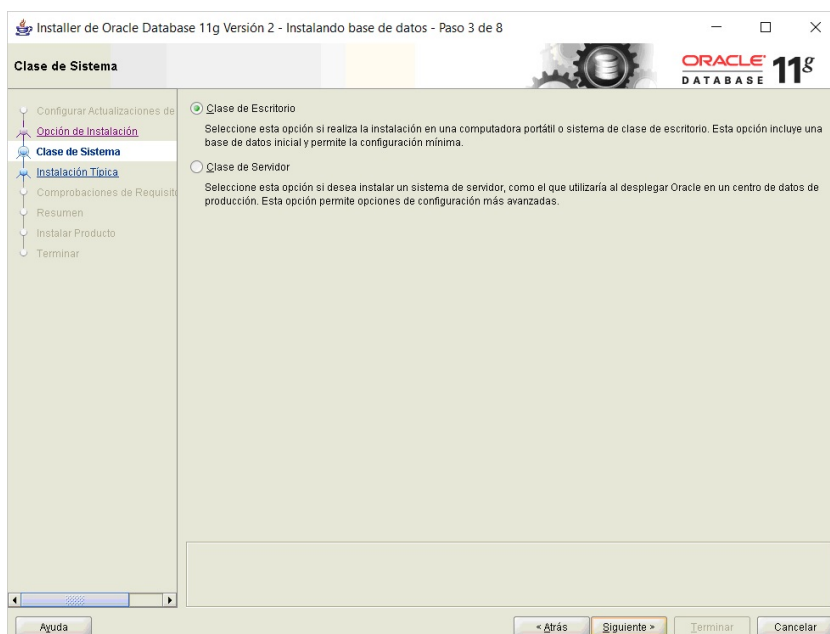 Installer de Oracle Database 11g Versión 2 - Instalando base de datos - Paso 3 de 8
Clase de Sistema
ORACLE 11g
DATABASE
Configurar Actualizaciones de
Opción de Instalación
Clase de Sistema
Instalación Típica
Comprobaciones de Requisit
Resumen
Instalar Producto
Terminar
Clase de Escritorio
Seleccione esta opción si realiza la instalación en una computadora portátil o sistema de clase de escritorio. Esta opción incluye una
base de datos inicial y permite la configuración mínima.
Clase de Servidor
Seleccione esta opción si desea instalar un sistema de servidor, como el que utilizaría al desplegar Oracle en un centro de datos de
producción. Esta opción permite opciones de configuración más avanzadas.
Ayuda
< Atrás
Siguiente >
Terminar
Cancelar